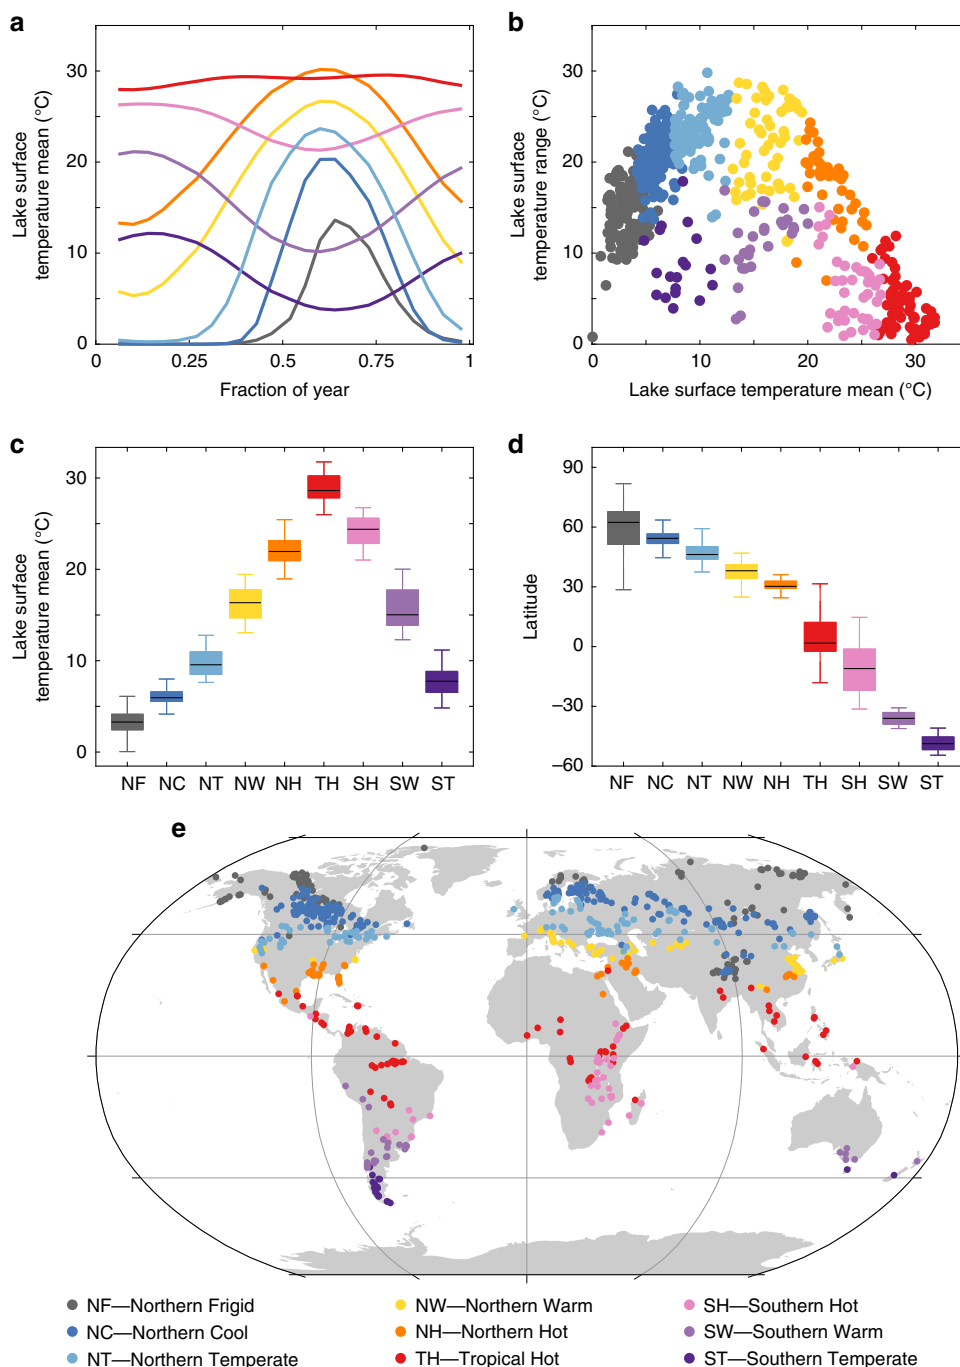 a
Lake surface
temperature mean (°C)
30
20
10
0
0
0.25
0.5
0.75
1
Fraction of year
b
Lake surface
temperature range (°C)
30
20
10
0
0
10
20
30
Lake surface temperature mean (°C)
c
Lake surface
temperature mean (°C)
30
20
10
0
NF NC NT NW NH TH SH SW ST
d
Latitude
90
60
30
0
−30
−60
NF NC NT NW NH TH SH SW ST
e
NF—Northern Frigid
NC—Northern Cool
NT—Northern Temperate
NW—Northern Warm
NH—Northern Hot
TH—Tropical Hot
SH—Southern Hot
SW—Southern Warm
ST—Southern Temperate